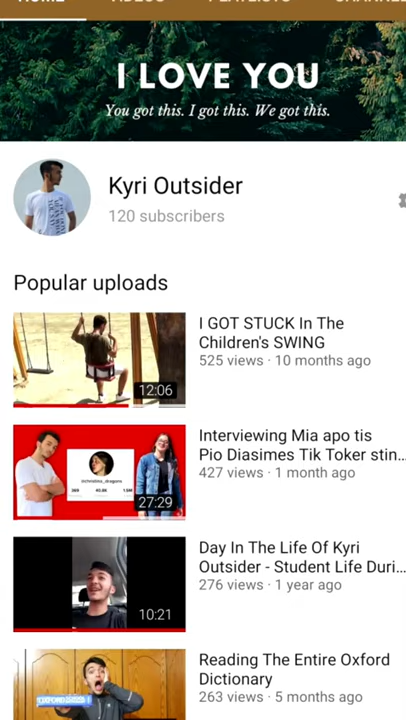 I LOVE YOU
You got this. I got this. We got this.
Kyri Outsider
120 subscribers
Popular uploads
I GOT STUCK In The
Children's SWING
525 views · 10 months ago
12:06
Interviewing Mia apo tis
Pio Diasimes Tik Toker stin...
427 views · 1 month ago
27:29
Day In The Life Of Kyri
Outsider - Student Life Duri...
276 views · 1 year ago
10:21
Reading The Entire Oxford
Dictionary
263 views · 5 months ago